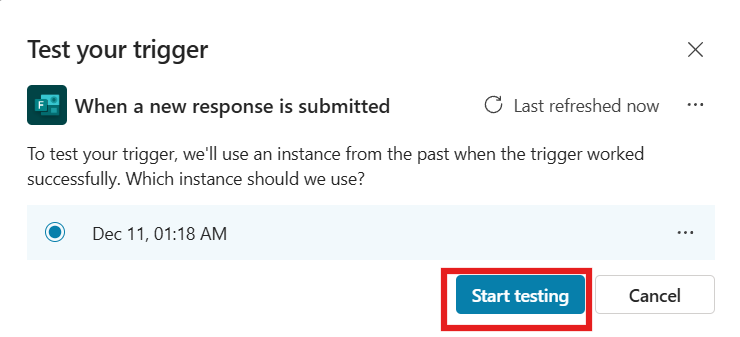 Test your trigger
F
When a new response is submitted
Last refreshed now
To test your trigger, we'll use an instance from the past when the trigger worked
successfully. Which instance should we use?
Dec 11, 01:18 AM
Start testing
Cancel